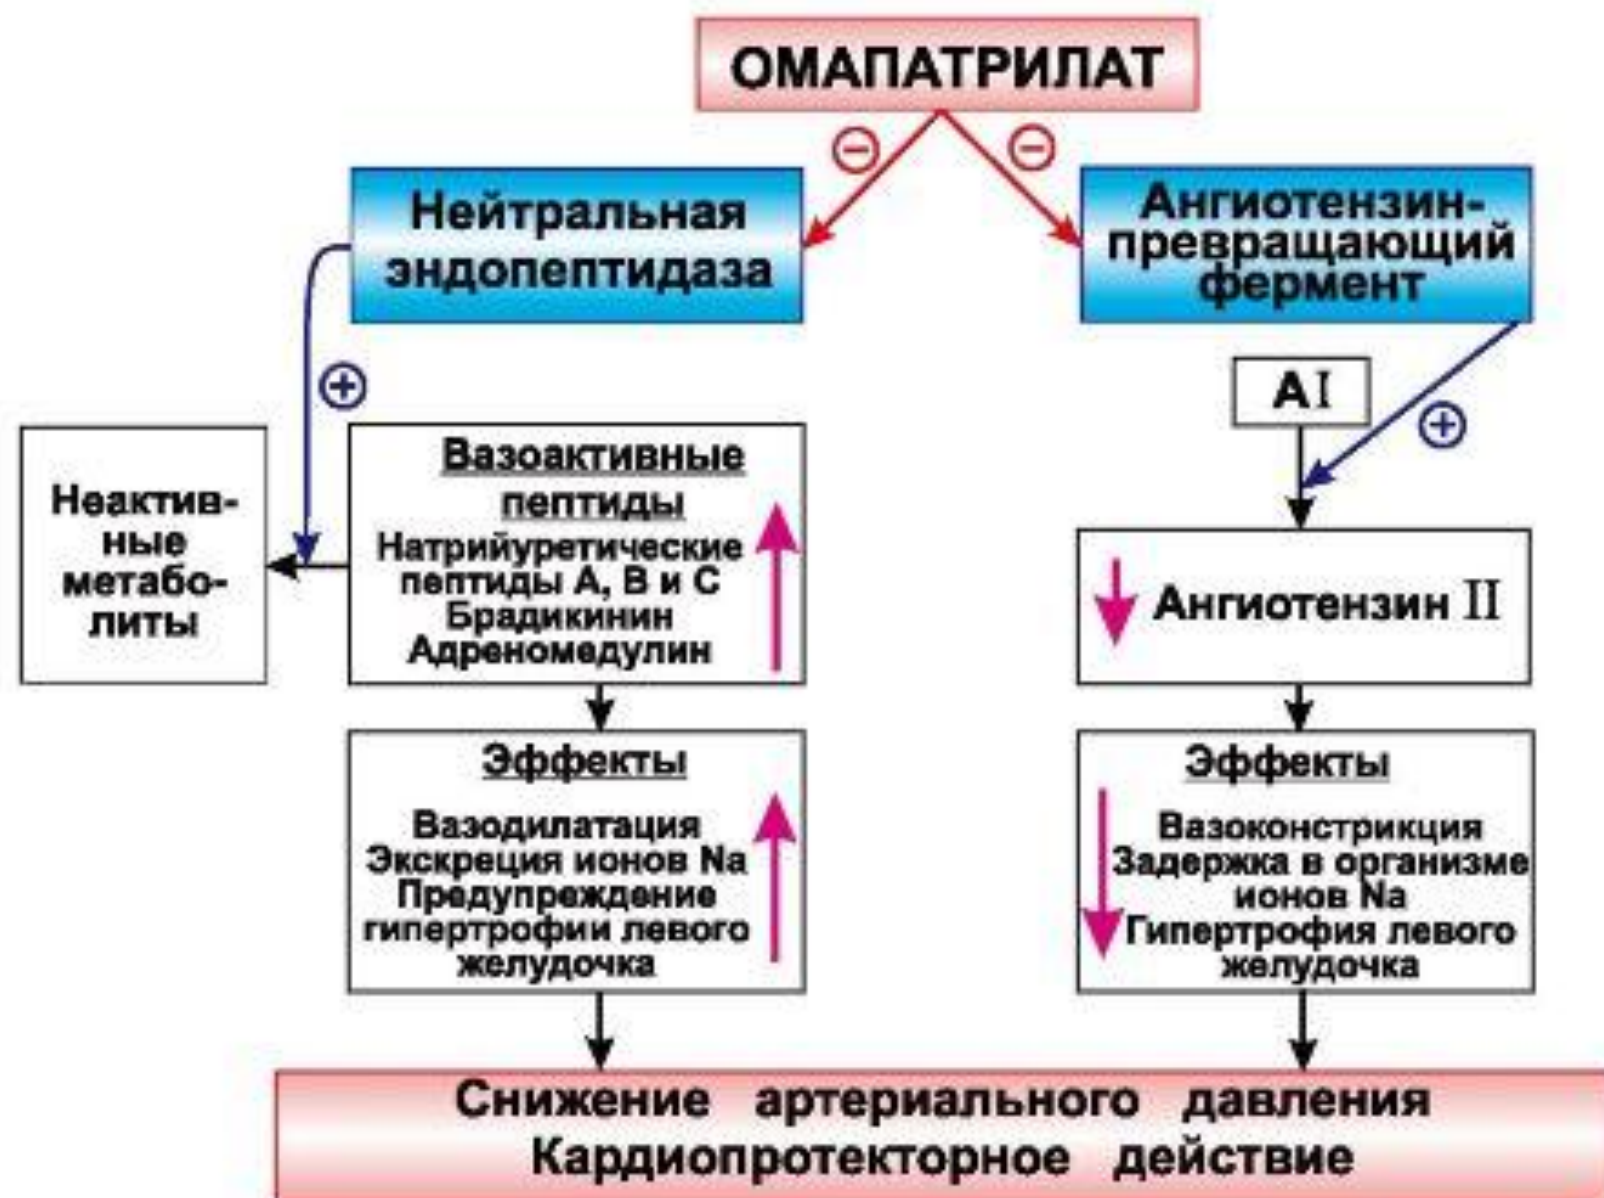 ОМАПАТРИЛАТ
⊖
⊖
Нейтральная
эндопептидаза
Ангиотензин-
превращающий
фермент
⊕
А I
⊕
Неактив-
ные
метабо-
литы
Вазоактивные
пептиды
Натрийуретические
пептиды А, В и С
Брадикинин
Адреномедулин
Ангиотензин II
Эффекты
Вазодилатация
Экскреция ионов Na
Предупреждение
гипертрофии левого
желудочка
Эффекты
Вазоконстрикция
Задержка в организме
ионов Na
Гипертрофия левого
желудочка
Снижение артериального давления
Кардиопротекторное действие